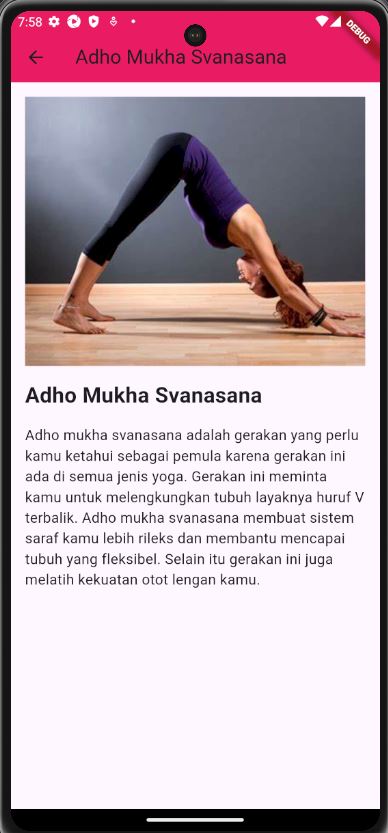 7:58
DEBUG
Adho Mukha Svanasana
Adho Mukha Svanasana
Adho mukha svanasana adalah gerakan yang perlu
kamu ketahui sebagai pemula karena gerakan ini
ada di semua jenis yoga. Gerakan ini meminta
kamu untuk melengkungkan tubuh layaknya huruf V
terbalik. Adho mukha svanasana membuat sistem
saraf kamu lebih rileks dan membantu mencapai
tubuh yang fleksibel. Selain itu gerakan ini juga
melatih kekuatan otot lengan kamu.